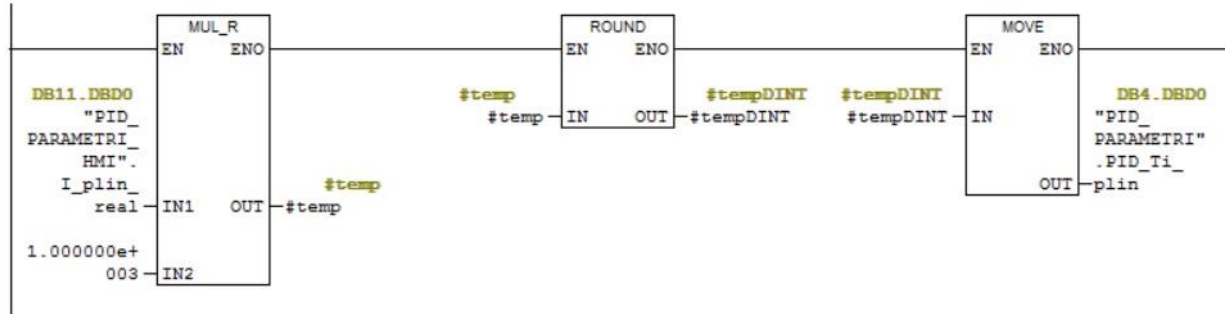 MUL_R
EN ENO
DB11.DBD0
"PID_
PARAMETRI_
HMI".
I_plin_
real
IN1 OUT
#temp
#temp
1.000000e+
003
IN2
ROUND
EN ENO
#temp
#temp
IN OUT
#tempDINT
#tempDINT
MOVE
EN ENO
#tempDINT
#tempDINT
IN
OUT
DB4.DBD0
"PID_
PARAMETRI"
.PID_Ti_
plin